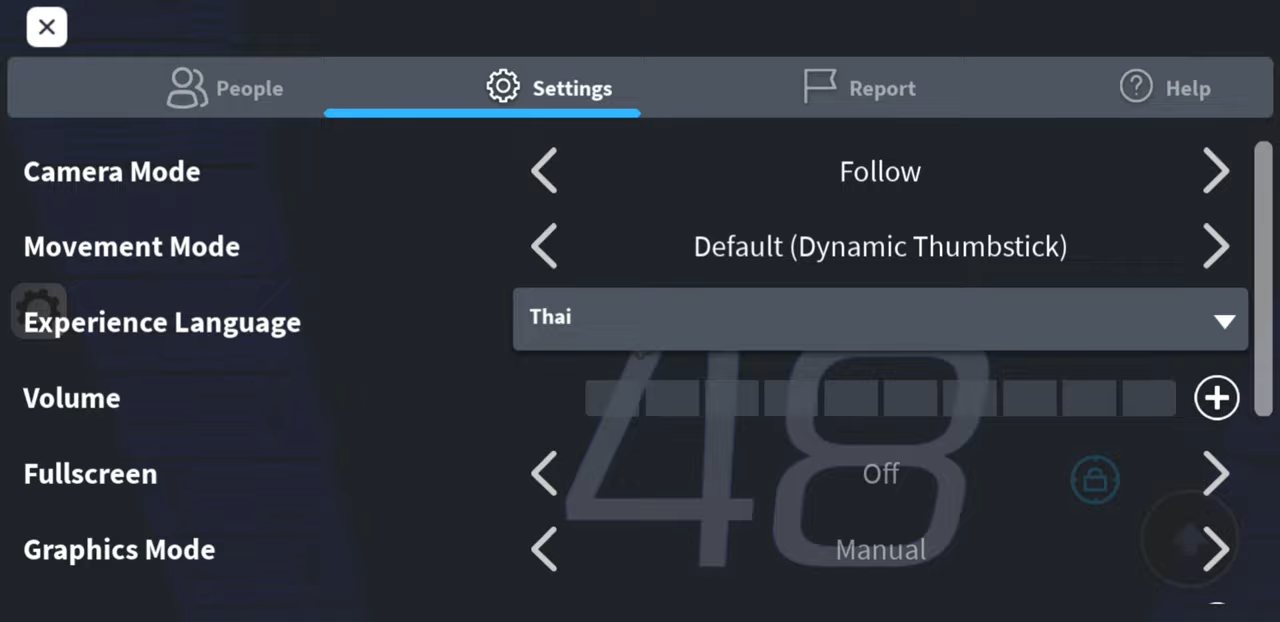 People
Settings
Report
Help
Camera Mode
Follow
Movement Mode
Default (Dynamic Thumbstick)
Experience Language
Thai
Volume
Fullscreen
Off
Graphics Mode
Manual
48